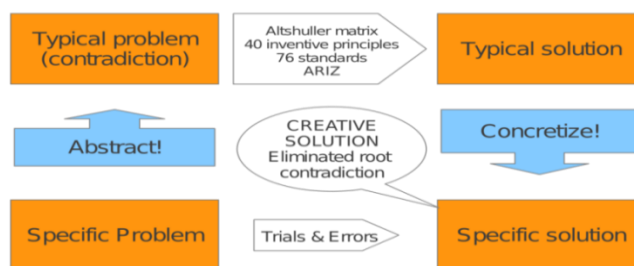 Typical problem
(contradiction)
Altshuller matrix
40 inventive principles
76 standards
ARIZ
Typical solution
Abstract!
CREATIVE
SOLUTION
Eliminated root
contradiction
Concretize!
Specific Problem
Trials & Errors
Specific solution